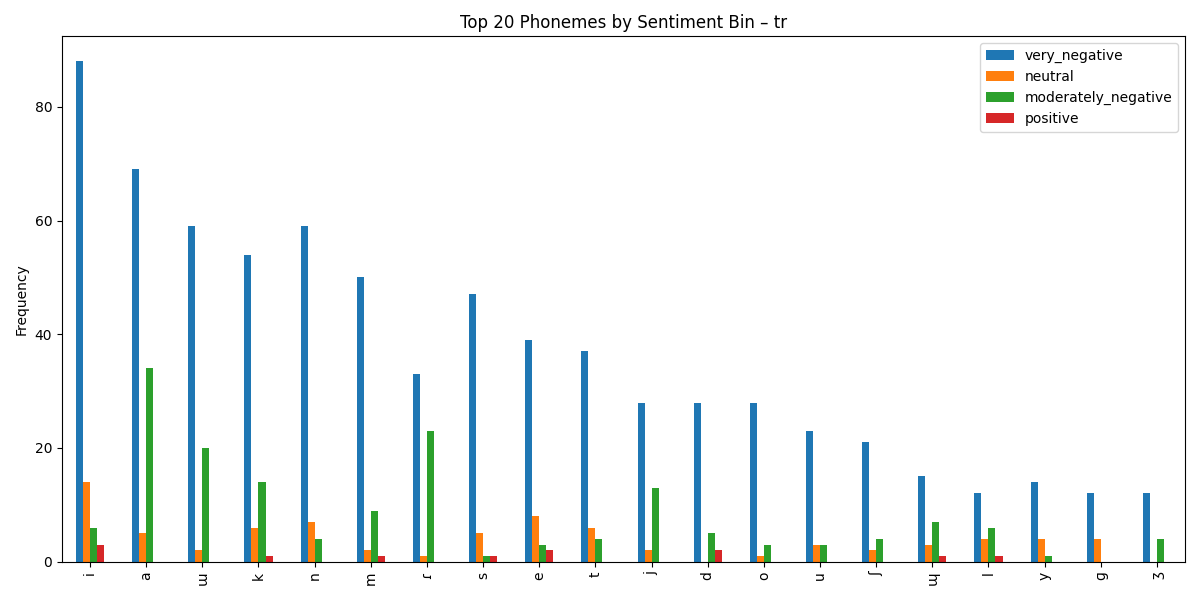 Top 20 Phonemes by Sentiment Bin – tr
very_negative
neutral
moderately_negative
positive
Frequency
80
60
40
20
0
i a ɯ k n m ɾ s e t j d o u ʃ ɰ l y ɡ ʒ